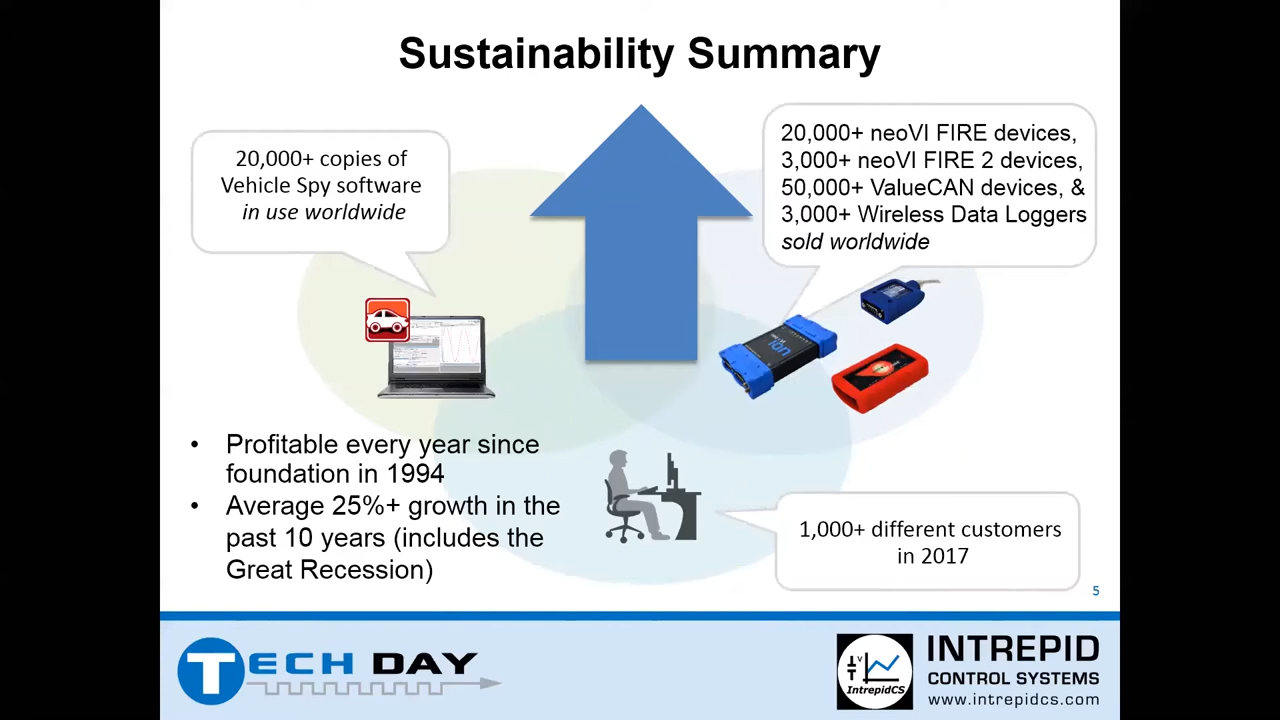 Sustainability Summary
20,000+ copies of
Vehicle Spy software
in use worldwide
20,000+ neoVI FIRE devices,
3,000+ neoVI FIRE 2 devices,
50,000+ ValueCAN devices, &
3,000+ Wireless Data Loggers
sold worldwide
• Profitable every year since
foundation in 1994
• Average 25%+ growth in the
past 10 years (includes the
Great Recession)
1,000+ different customers
in 2017
5
TECH DAY
IntrepidCS
INTREPID
CONTROL SYSTEMS
www.intrepidcs.com